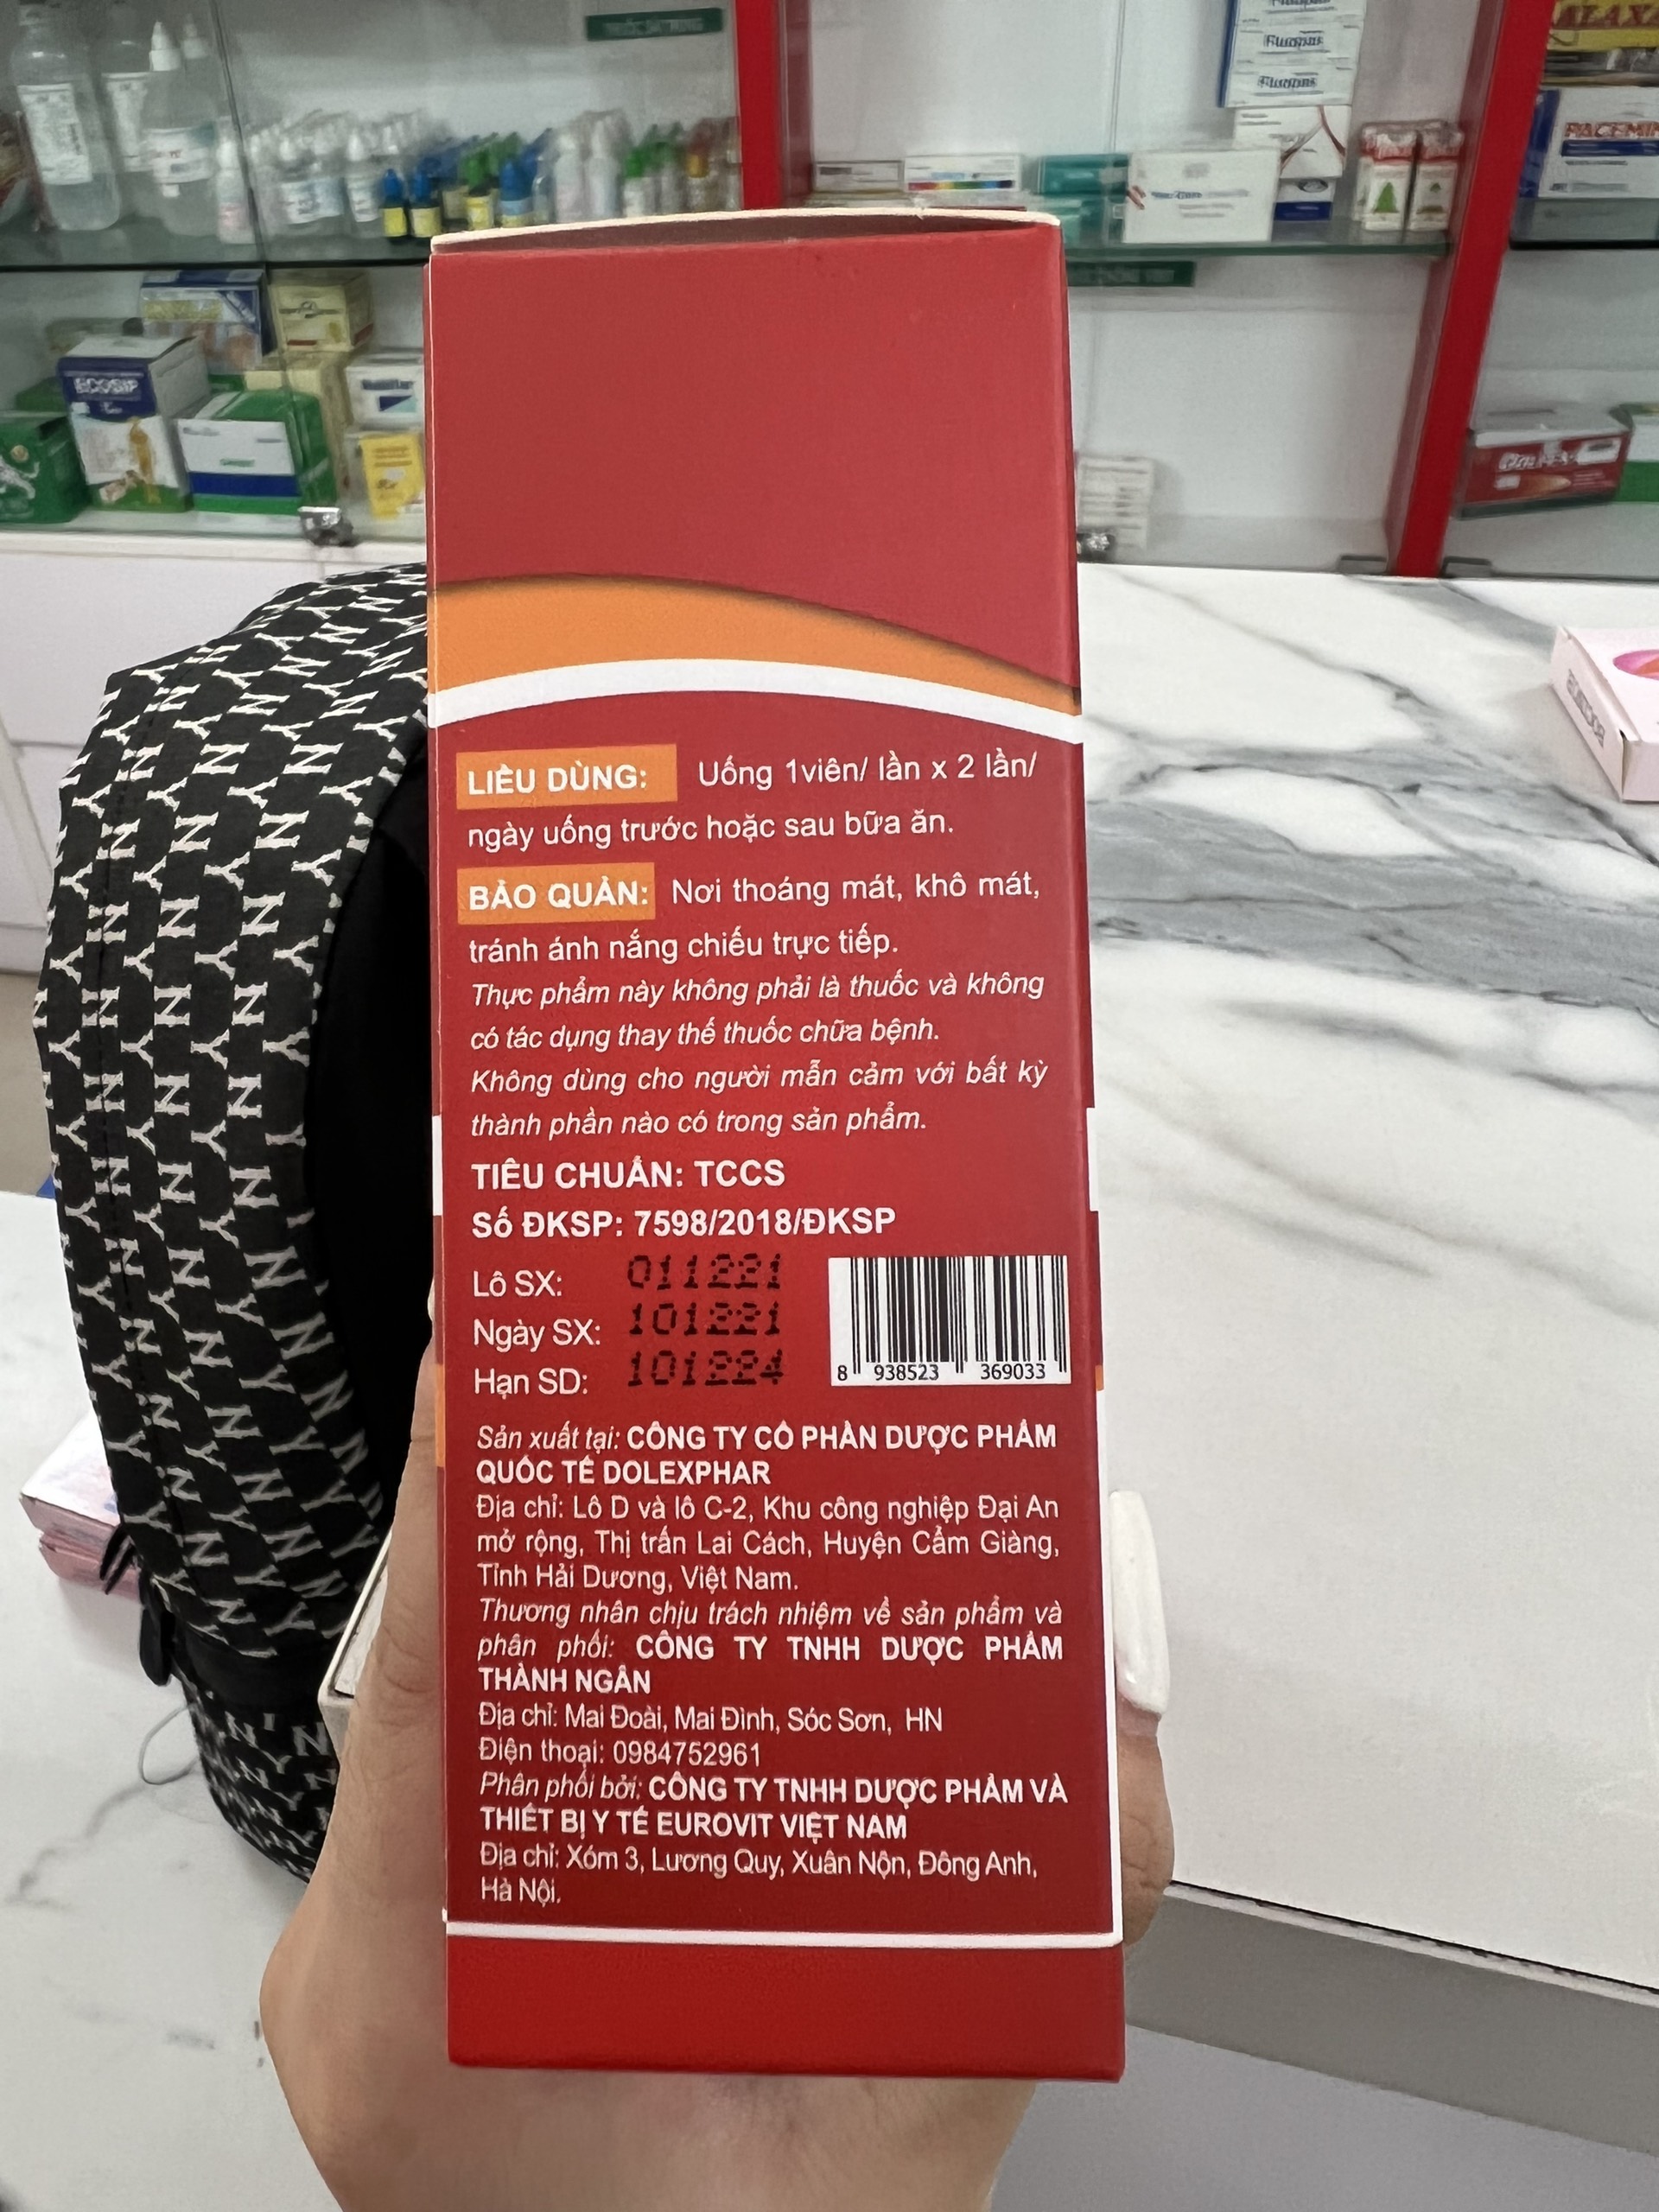 LIỀU DÙNG: Uống 1viên/ lần x 2 lần/
ngày uống trước hoặc sau bữa ăn.
BẢO QUẢN: Nơi thoáng mát, khô mát,
tránh ánh nắng chiếu trực tiếp.
Thực phẩm này không phải là thuốc và không
có tác dụng thay thế thuốc chữa bệnh.
Không dùng cho người mẫn cảm với bất kỳ
thành phần nào có trong sản phẩm.
TIÊU CHUẨN: TCCS
Số ĐKSP: 7598/2018/ĐKSP
Lô SX: 011221
Ngày SX: 101221
Hạn SD: 101224
8 938523 369033
Sản xuất tại: CÔNG TY CỔ PHẦN DƯỢC PHẨM
QUỐC TẾ DOLEXPHAR
Địa chỉ: Lô D và lô C-2, Khu công nghiệp Đại An
mở rộng, Thị trấn Lai Cách, Huyện Cẩm Giàng,
Tỉnh Hải Dương, Việt Nam.
Thương nhân chịu trách nhiệm về sản phẩm và
phân phối: CÔNG TY TNHH DƯỢC PHẨM
THÀNH NGÂN
Địa chỉ: Mai Đoài, Mai Đình, Sóc Sơn, HN
Điện thoại: 0984752961
Phân phối bởi: CÔNG TY TNHH DƯỢC PHẨM VÀ
THIẾT BỊ Y TẾ EUROVIT VIỆT NAM
Địa chỉ: Xóm 3, Lương Quy, Xuân Nộn, Đông Anh,
Hà Nội.